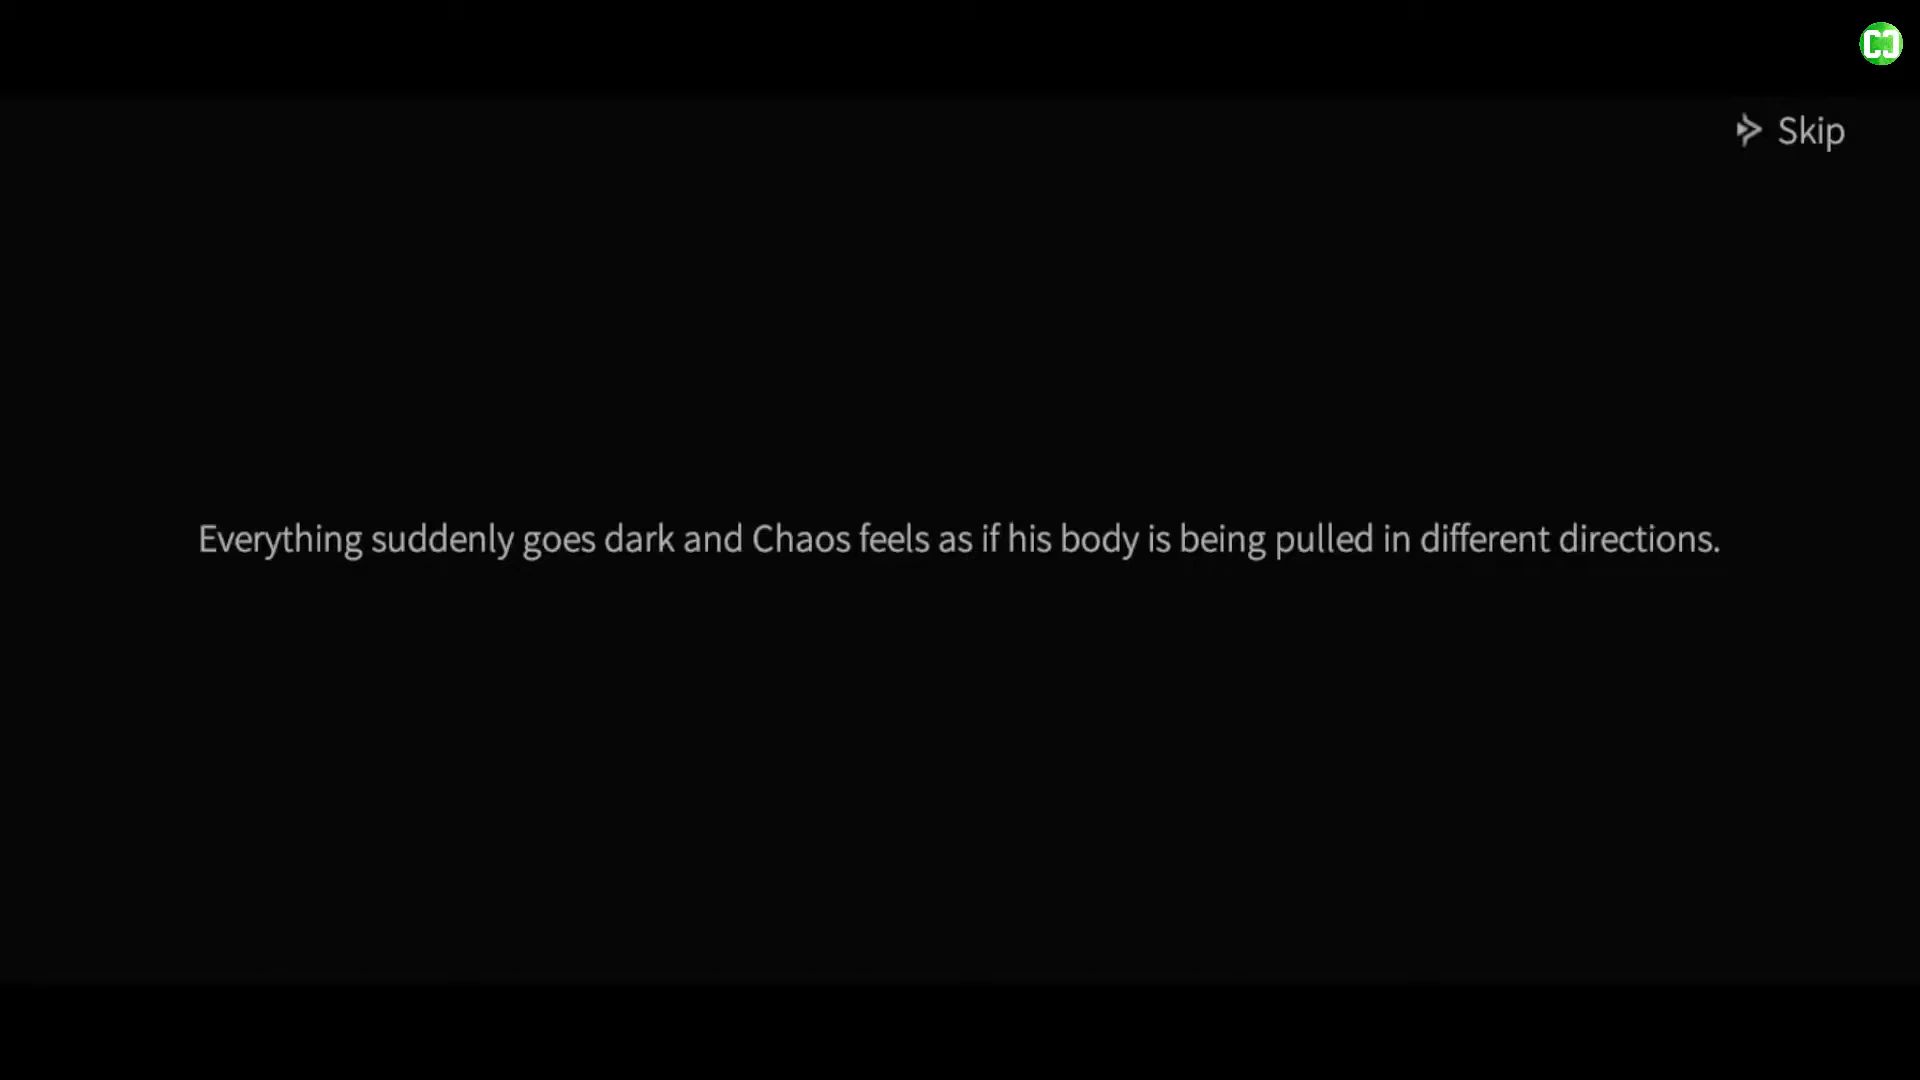 Skip
Everything suddenly goes dark and Chaos feels as if his body is being pulled in different directions.